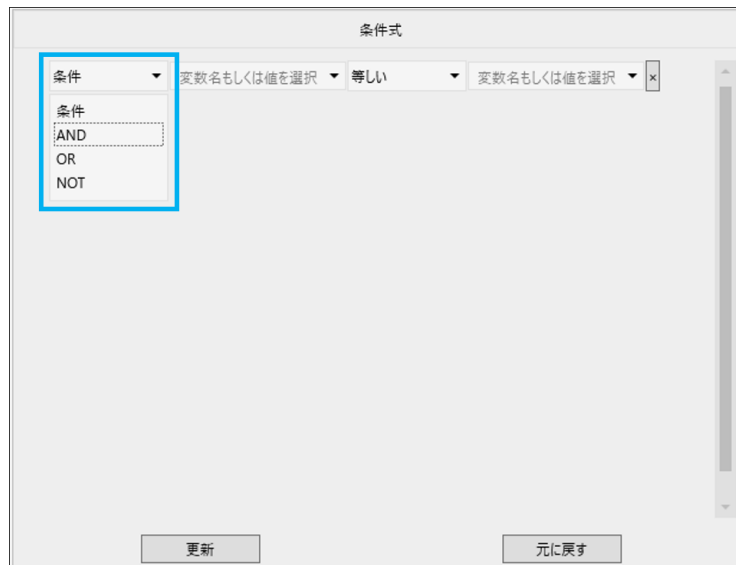 条件式
条件 変数名もしくは値を選択 等しい 変数名もしくは値を選択 ×
条件
AND
OR
NOT
更新 元に戻す